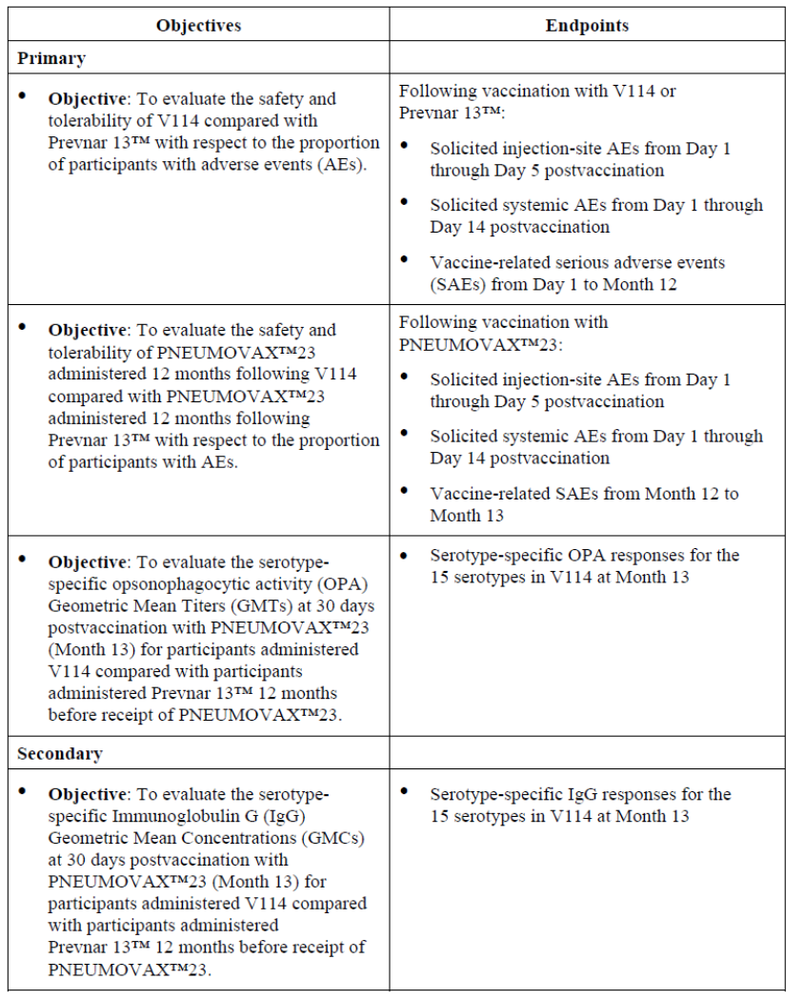 Objectives
Endpoints
Primary
• Objective: To evaluate the safety and
tolerability of V114 compared with
Prevnar 13™ with respect to the proportion
of participants with adverse events (AEs).
Following vaccination with V114 or
Prevnar 13™:
• Solicited injection-site AEs from Day 1
through Day 5 postvaccination
• Solicited systemic AEs from Day 1 through
Day 14 postvaccination
• Vaccine-related serious adverse events
(SAEs) from Day 1 to Month 12
• Objective: To evaluate the safety and
tolerability of PNEUMOVAX™23
administered 12 months following V114
compared with PNEUMOVAX™23
administered 12 months following
Prevnar 13™ with respect to the proportion
of participants with AEs.
Following vaccination with
PNEUMOVAX™23:
• Solicited injection-site AEs from Day 1
through Day 5 postvaccination
• Solicited systemic AEs from Day 1 through
Day 14 postvaccination
• Vaccine-related SAEs from Month 12 to
Month 13
• Objective: To evaluate the serotype-
specific opsonophagocytic activity (OPA)
Geometric Mean Titers (GMTs) at 30 days
postvaccination with PNEUMOVAX™23
(Month 13) for participants administered
V114 compared with participants
administered Prevnar 13™ 12 months
before receipt of PNEUMOVAX™23.
• Serotype-specific OPA responses for the
15 serotypes in V114 at Month 13
Secondary
• Objective: To evaluate the serotype-
specific Immunoglobulin G (IgG)
Geometric Mean Concentrations (GMCs)
at 30 days postvaccination with
PNEUMOVAX™23 (Month 13) for
participants administered V114 compared
with participants administered
Prevnar 13™ 12 months before receipt of
PNEUMOVAX™23.
• Serotype-specific IgG responses for the
15 serotypes in V114 at Month 13